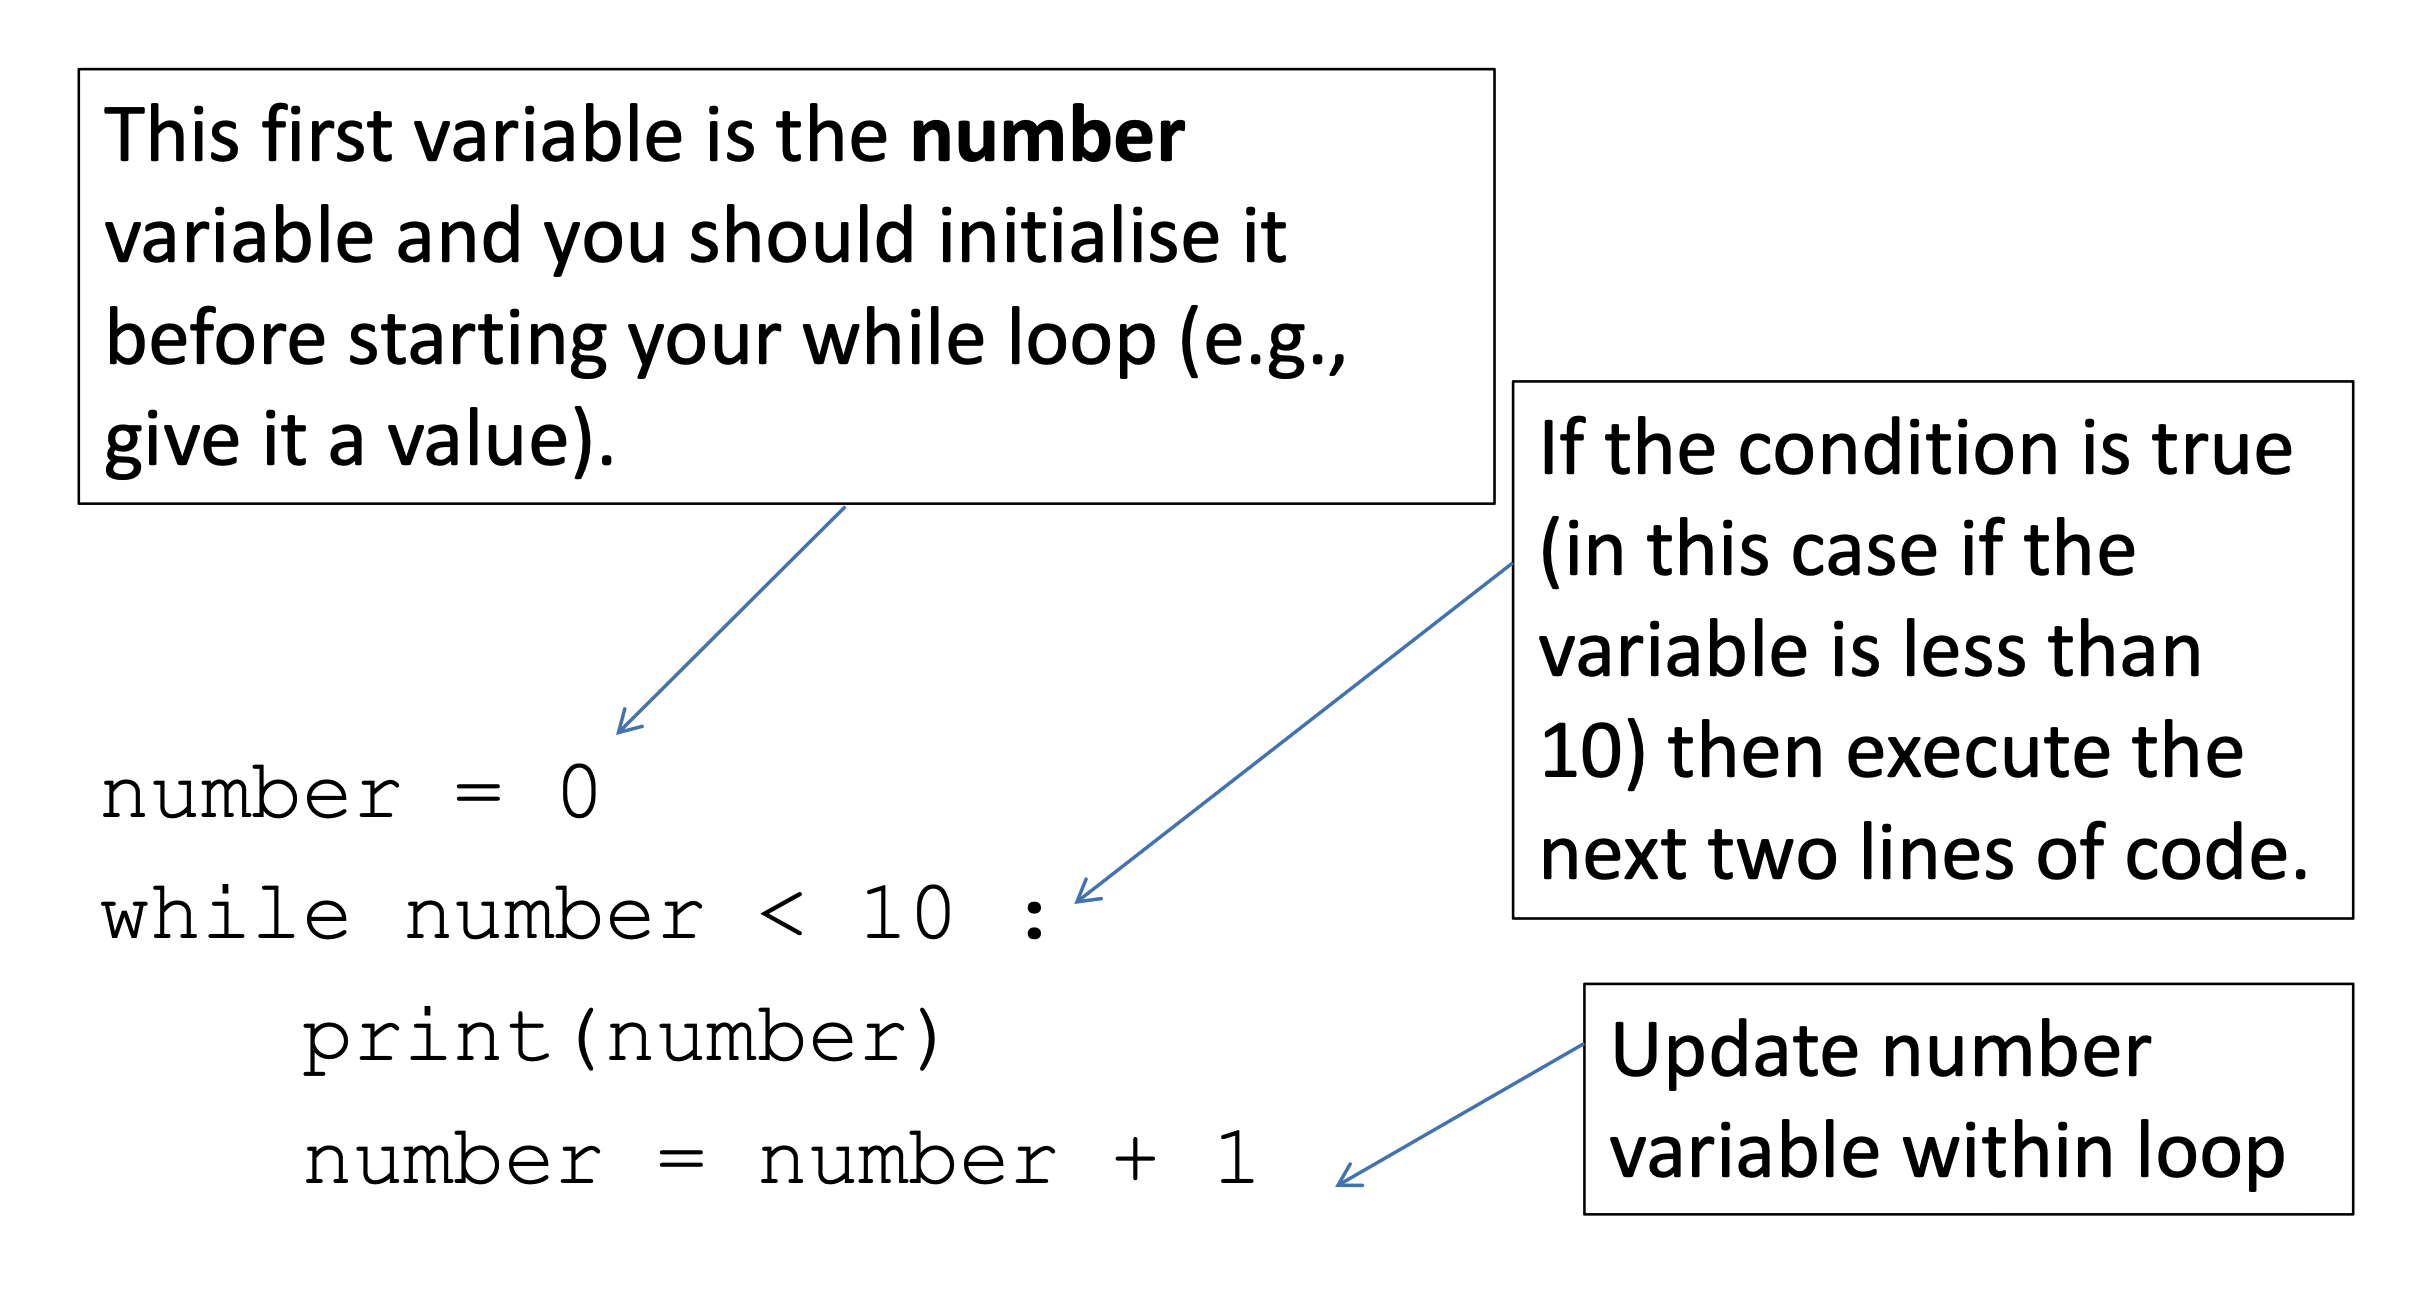 This first variable is the number
variable and you should initialise it
before starting your while loop (e.g.,
give it a value).
If the condition is true
(in this case if the
variable is less than
10) then execute the
next two lines of code.
number = 0
while number < 10 :
print(number)
number = number + 1
Update number
variable within loop